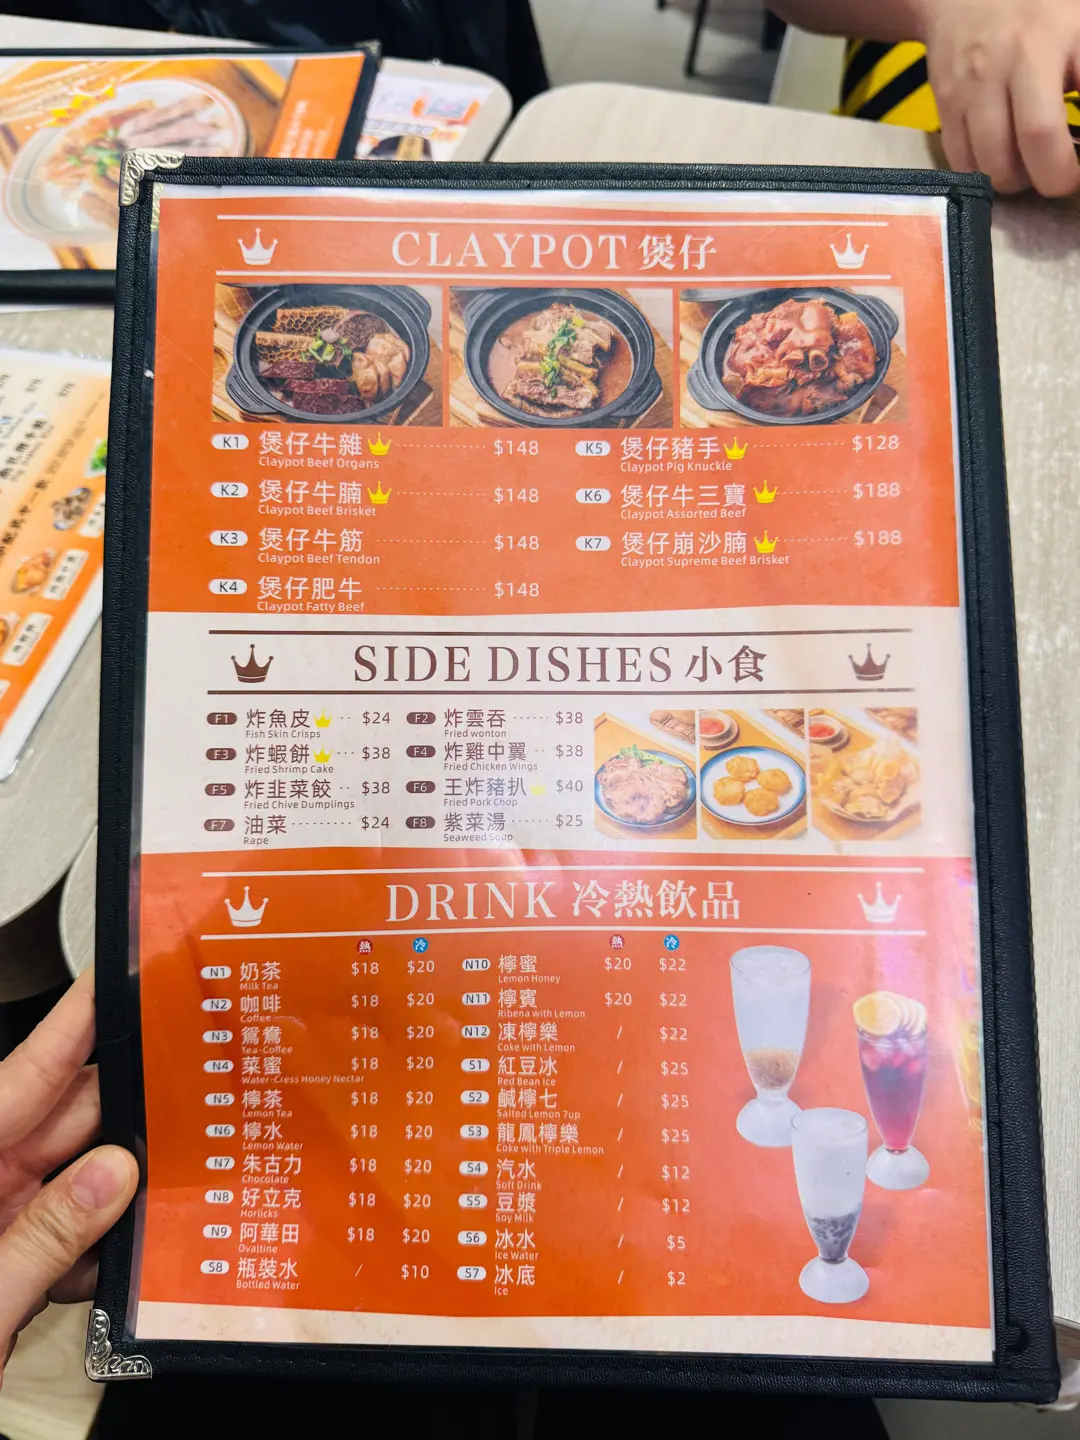 CLAYPOT 煲仔
K1 煲仔牛雜 $148
Claypot Beef Organs
K2 煲仔牛腩 $148
Claypot Beef Brisket
K3 煲仔牛筋 $148
Claypot Beef Tendon
K4 煲仔肥牛 $148
Claypot Fatty Beef
K5 煲仔豬手 $128
Claypot Pig Knuckle
K6 煲仔牛三寶 $188
Claypot Assorted Beef
K7 煲仔崩沙腩 $188
Claypot Supreme Beef Brisket
SIDE DISHES 小食
F1 炸魚皮 $24
Fish Skin Crisps
F2 炸雲吞 $38
Fried wonton
F3 炸蝦餅 $38
Fried Shrimp Cake
F4 炸雞中翼 $38
Fried Chicken Wings
F5 炸韭菜餃 $38
Fried Chive Dumplings
F6 王炸豬扒 $40
Fried Pork Chop
F7 油菜 $24
Rape
F8 紫菜湯 $25
Seaweed Soup
DRINK 冷熱飲品
熱 冷
N1 奶茶 $18 $20
Milk Tea
N2 咖啡 $18 $20
Coffee
N3 鴛鴦 $18 $20
Tea-Coffee
N4 菜蜜 $18 $20
Water-Cress Honey Nectar
N5 檸茶 $18 $20
Lemon Tea
N6 檸水 $18 $20
Lemon Water
N7 朱古力 $18 $20
Chocolate
N8 好立克 $18 $20
Horlicks
N9 阿華田 $18 $20
Ovaltine
S8 瓶裝水 / $10
Bottled Water
熱 冷
N10 檸蜜 $20 $22
Lemon Honey
N11 檸賓 $20 $22
Ribena with Lemon
N12 凍檸樂 / $22
Coke with Lemon
S1 紅豆冰 / $25
Red Bean Ice
S2 鹹檸七 / $25
Salted Lemon 7up
S3 龍鳳檸樂 / $25
Coke with Triple Lemon
S4 汽水 / $12
Soft Drink
S5 豆漿 / $12
Soy Milk
S6 冰水 / $5
Ice Water
S7 冰底 / $2
Ice